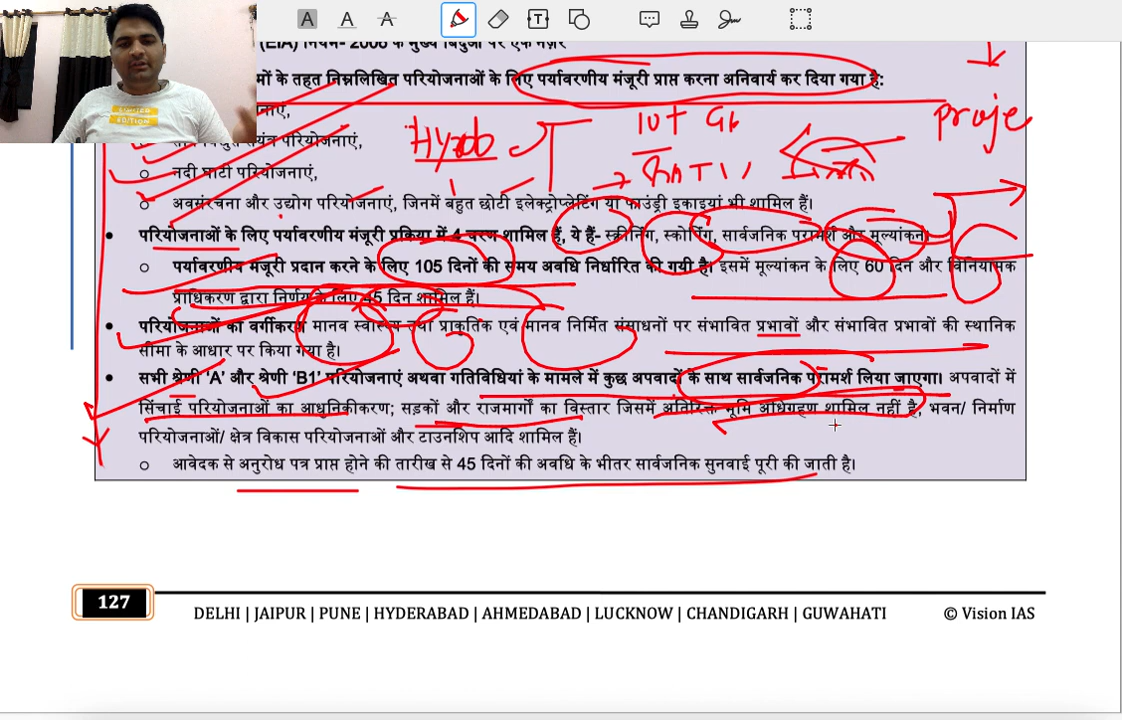 (EIA) नियम- 2006 के मुख्य बिंदुओं पर एक नज़र
के तहत निम्नलिखित परियोजनाओं के लिए पर्यावरणीय मंजूरी प्राप्त करना अनिवार्य कर दिया गया है:
proje
10+ GW
Hydro
परियोजनाएं,
नदी घाटी परियोजनाएं,
अवसंरचना और उद्योग परियोजनाएं, जिनमें बहुत छोटी इलेक्ट्रोप्लेटिंग या फाउंड्री इकाइयां भी शामिल हैं।
परियोजनाओं के लिए पर्यावरणीय मंजूरी प्रक्रिया में 4 चरण शामिल हैं, ये हैं- स्क्रीनिंग, स्कोपिंग, सार्वजनिक परामर्श और मूल्यांकन।
पर्यावरणीय मंजूरी प्रदान करने के लिए 105 दिनों की समय अवधि निर्धारित की गयी है। इसमें मूल्यांकन के लिए 60 दिन और विनियामक
प्राधिकरण द्वारा निर्णय के लिए 45 दिन शामिल हैं।
परियोजनाओं का वर्गीकरण मानव स्वास्थ्य तथा प्राकृतिक एवं मानव निर्मित संसाधनों पर संभावित प्रभावों और संभावित प्रभावों की स्थानिक
सीमा के आधार पर किया गया है।
सभी श्रेणी 'A' और श्रेणी 'B1' परियोजनाएं अथवा गतिविधियां के मामले में कुछ अपवादों के साथ सार्वजनिक परामर्श लिया जाएगा। अपवादों में
सिंचाई परियोजनाओं का आधुनिकीकरण; सड़कों और राजमार्गों का विस्तार जिसमें अतिरिक्त भूमि अधिग्रहण शामिल नहीं है, भवन/ निर्माण
परियोजनाओं/ क्षेत्र विकास परियोजनाओं और टाउनशिप आदि शामिल हैं।
आवेदक से अनुरोध पत्र प्राप्त होने की तारीख से 45 दिनों की अवधि के भीतर सार्वजनिक सुनवाई पूरी की जाती है।
127
DELHI | JAIPUR | PUNE | HYDERABAD | AHMEDABAD | LUCKNOW | CHANDIGARH | GUWAHATI
© Vision IAS